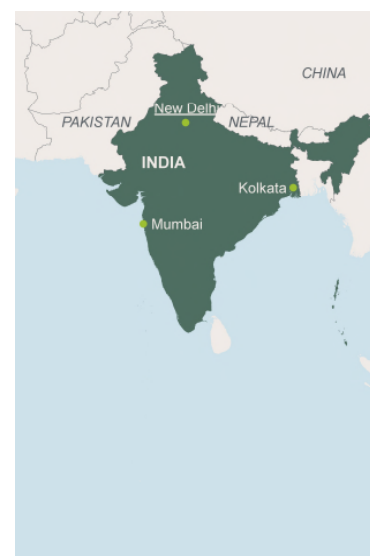 CHINA
New Delhi
PAKISTAN
NEPAL
INDIA
Kolkata
Mumbai